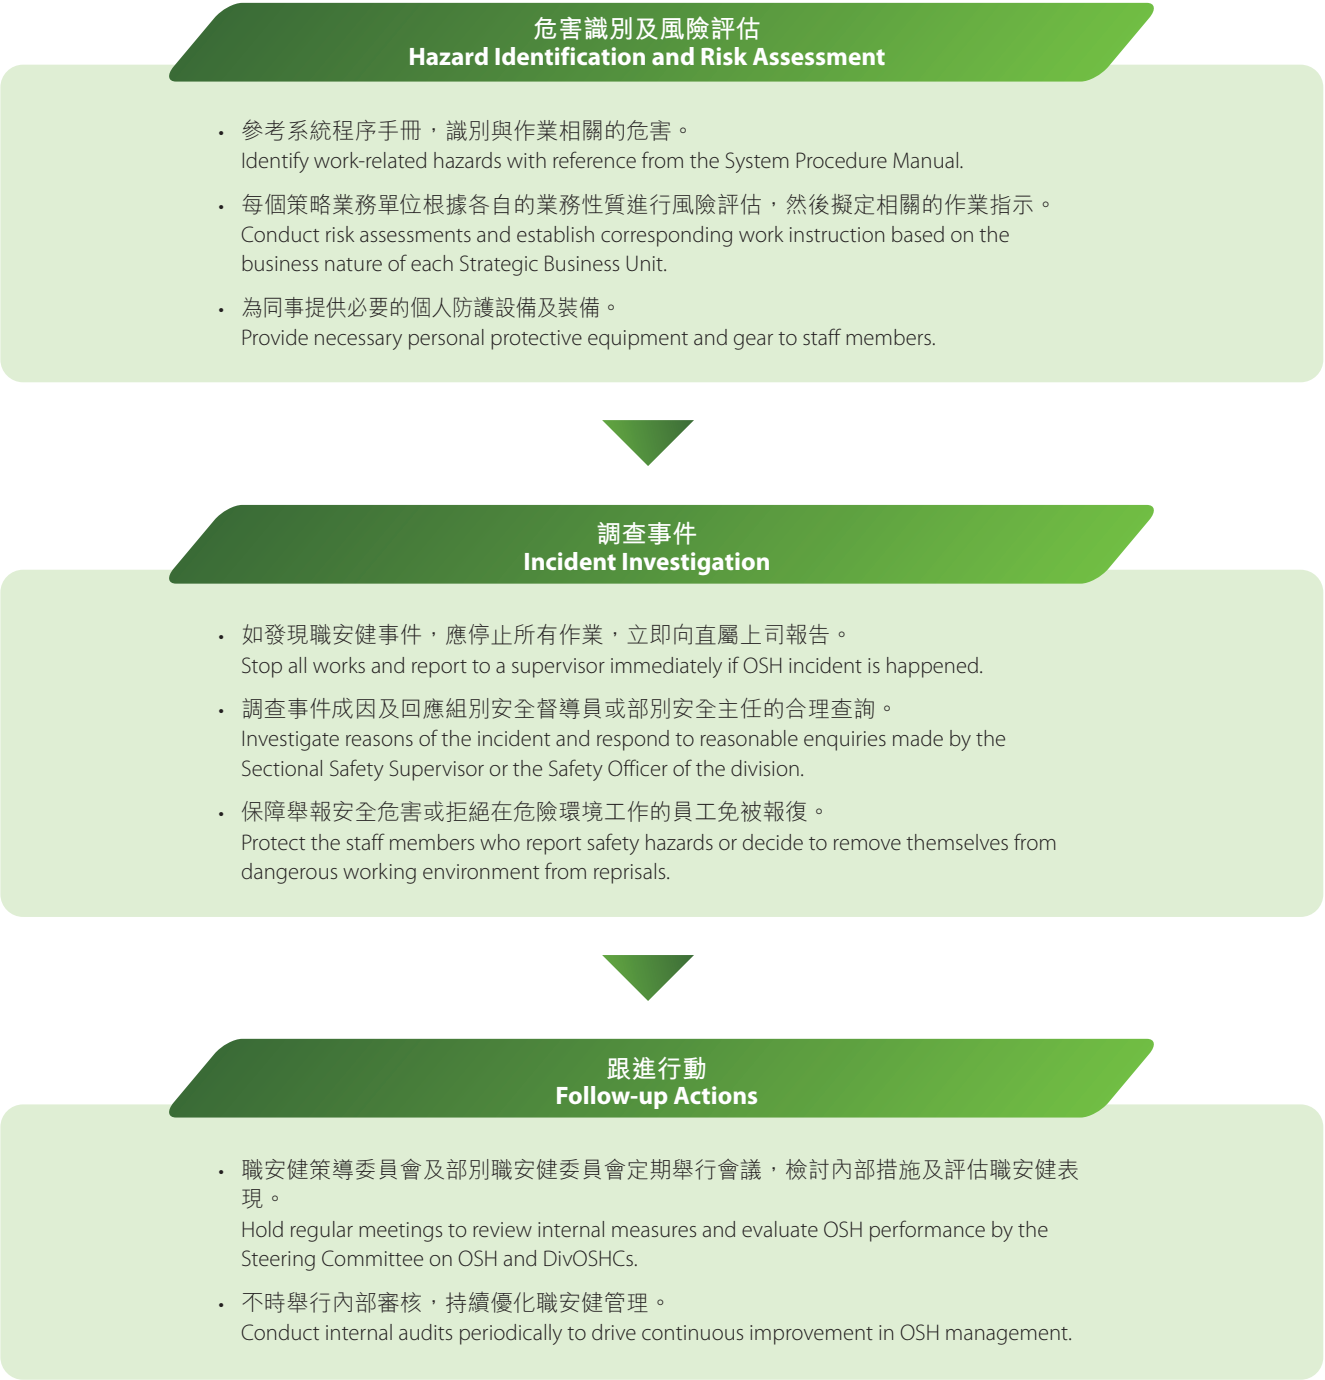 危害識別及風險評估
Hazard Identification and Risk Assessment
• 參考系統程序手冊，識別與作業相關的危害。
Identify work-related hazards with reference from the System Procedure Manual.
• 每個策略業務單位根據各自的業務性質進行風險評估，然後擬定相關的作業指示。
Conduct risk assessments and establish corresponding work instruction based on the
business nature of each Strategic Business Unit.
• 為同事提供必要的個人防護設備及裝備。
Provide necessary personal protective equipment and gear to staff members.
調查事件
Incident Investigation
• 如發現職安健事件，應停止所有作業，立即向直屬上司報告。
Stop all works and report to a supervisor immediately if OSH incident is happened.
• 調查事件成因及回應組別安全督導員或部別安全主任的合理查詢。
Investigate reasons of the incident and respond to reasonable enquiries made by the
Sectional Safety Supervisor or the Safety Officer of the division.
• 保障舉報安全危害或拒絕在危險環境工作的員工免被報復。
Protect the staff members who report safety hazards or decide to remove themselves from
dangerous working environment from reprisals.
跟進行動
Follow-up Actions
• 職安健策導委員會及部別職安健委員會定期舉行會議，檢討內部措施及評估職安健表
現。
Hold regular meetings to review internal measures and evaluate OSH performance by the
Steering Committee on OSH and DivOSHCs.
• 不時舉行內部審核，持續優化職安健管理。
Conduct internal audits periodically to drive continuous improvement in OSH management.